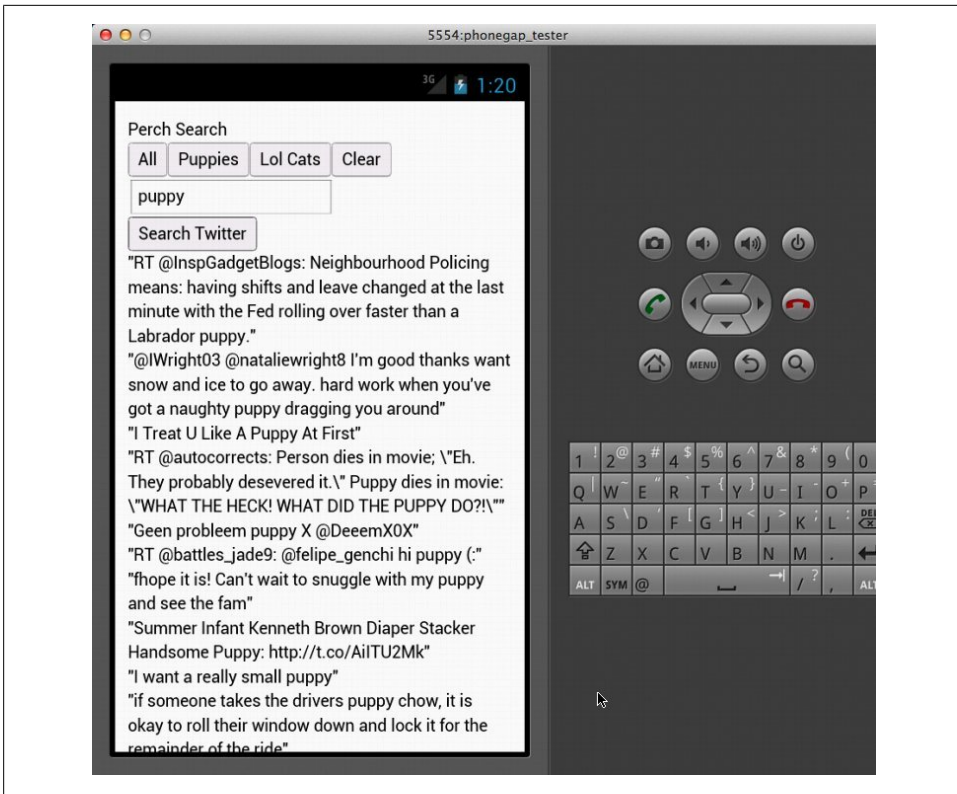 5554:phonegap_tester
3G 1:20
Perch Search
All Puppies Lol Cats Clear
puppy
Search Twitter
"RT @InspGadgetBlogs: Neighbourhood Policing
means: having shifts and leave changed at the last
minute with the Fed rolling over faster than a
Labrador puppy."
"@IWright03 @nataliewright8 I'm good thanks want
snow and ice to go away. hard work when you've
got a naughty puppy dragging you around"
"I Treat U Like A Puppy At First"
"RT @autocorrects: Person dies in movie; \"Eh.
They probably desevered it.\" Puppy dies in movie:
\"WHAT THE HECK! WHAT DID THE PUPPY DO?!\""
"Geen probleem puppy X @DeeemX0X"
"RT @battles_jade9: @felipe_genchi hi puppy (:"
"fhope it is! Can't wait to snuggle with my puppy
and see the fam"
"Summer Infant Kenneth Brown Diaper Stacker
Handsome Puppy: http://t.co/AiITU2Mk"
"I want a really small puppy"
"if someone takes the drivers puppy chow, it is
okay to roll their window down and lock it for the
remainder of the ride"
MENU
1 ! 2 @ 3 # 4 $ 5 % 6 ^ 7 & 8 * 9 ( 0
Q | W ~ E " R ` T { Y } U - I - O + P =
A S \ D ' F [ G ] H < J > K ; L : DEL
Z X C V B N M .
ALT SYM @ / ? , ALT